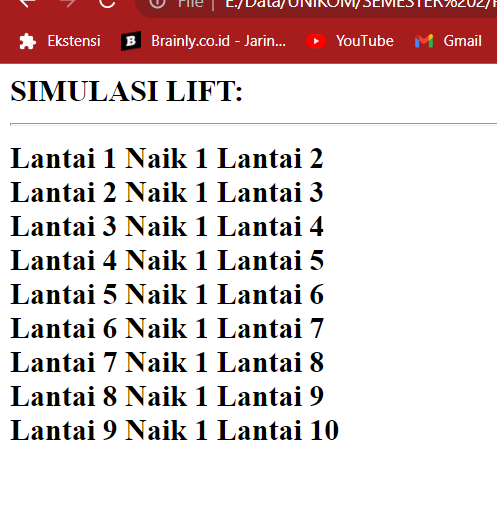 File | E:/Data/UNIKOM/SEMESTER%202/
Ekstensi B Brainly.co.id - Jarin... YouTube Gmail
SIMULASI LIFT:
Lantai 1 Naik 1 Lantai 2
Lantai 2 Naik 1 Lantai 3
Lantai 3 Naik 1 Lantai 4
Lantai 4 Naik 1 Lantai 5
Lantai 5 Naik 1 Lantai 6
Lantai 6 Naik 1 Lantai 7
Lantai 7 Naik 1 Lantai 8
Lantai 8 Naik 1 Lantai 9
Lantai 9 Naik 1 Lantai 10